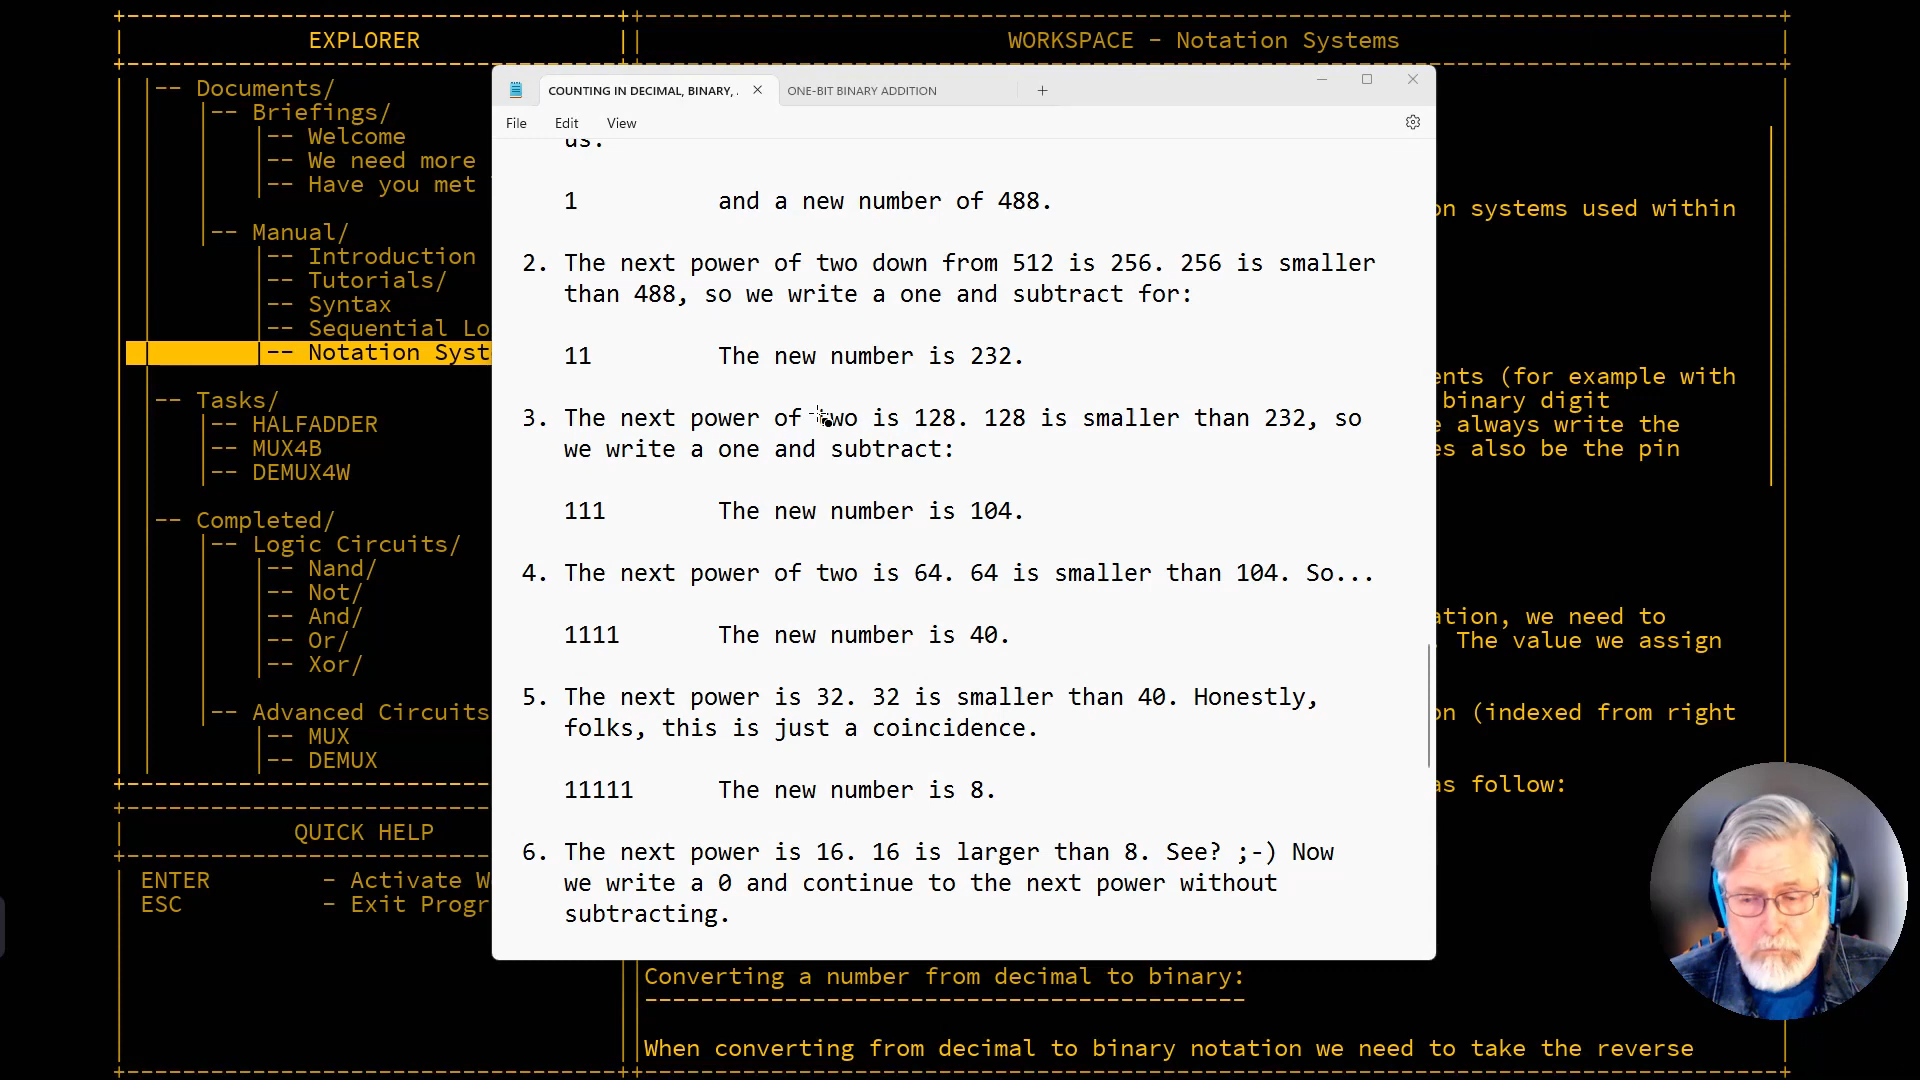 EXPLORER
WORKSPACE - Notation Systems
-- Documents/
-- Briefings/
-- Welcome
-- We need more
-- Have you met
-- Manual/
-- Introduction
-- Tutorials/
-- Syntax
-- Sequential Lo
-- Notation Syst
-- Tasks/
-- HALFADDER
-- MUX4B
-- DEMUX4W
-- Completed/
-- Logic Circuits/
-- Nand/
-- Not/
-- And/
-- Or/
-- Xor/
-- Advanced Circuits
-- MUX
-- DEMUX
QUICK HELP
ENTER - Activate W
ESC - Exit Progr
COUNTING IN DECIMAL, BINARY, .
ONE-BIT BINARY ADDITION
File Edit View
us:
1 and a new number of 488.
2. The next power of two down from 512 is 256. 256 is smaller
than 488, so we write a one and subtract for:
11 The new number is 232.
3. The next power of two is 128. 128 is smaller than 232, so
we write a one and subtract:
111 The new number is 104.
4. The next power of two is 64. 64 is smaller than 104. So...
1111 The new number is 40.
5. The next power is 32. 32 is smaller than 40. Honestly,
folks, this is just a coincidence.
11111 The new number is 8.
6. The next power is 16. 16 is larger than 8. See? ;-) Now
we write a 0 and continue to the next power without
subtracting.
on systems used within
ents (for example with
binary digit
e always write the
es also be the pin
ation, we need to
The value we assign
on (indexed from right
as follow:
Converting a number from decimal to binary:
When converting from decimal to binary notation we need to take the reverse